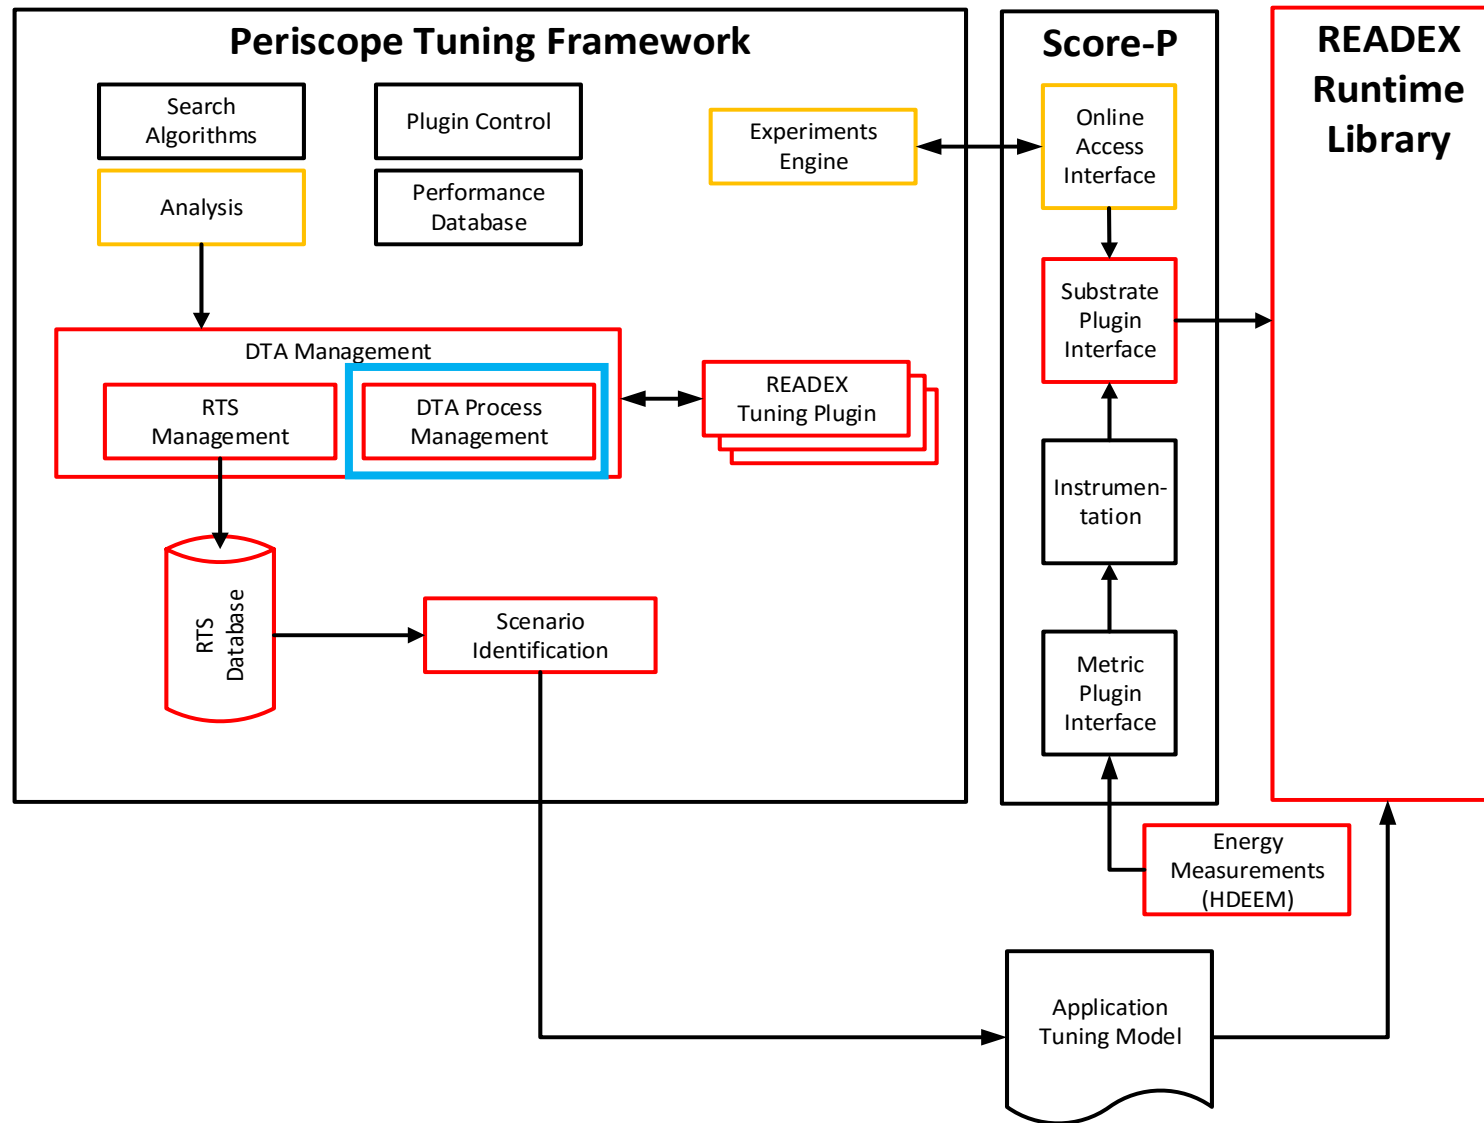 Periscope Tuning Framework
Search
Algorithms
Plugin Control
Analysis
Performance
Database
Experiments
Engine
DTA Management
RTS
Management
DTA Process
Management
READEX
Tuning Plugin
RTS
Database
Scenario
Identification
Score-P
Online
Access
Interface
Substrate
Plugin
Interface
Instrumen-
tation
Metric
Plugin
Interface
READEX
Runtime
Library
Energy
Measurements
(HDEEM)
Application
Tuning Model